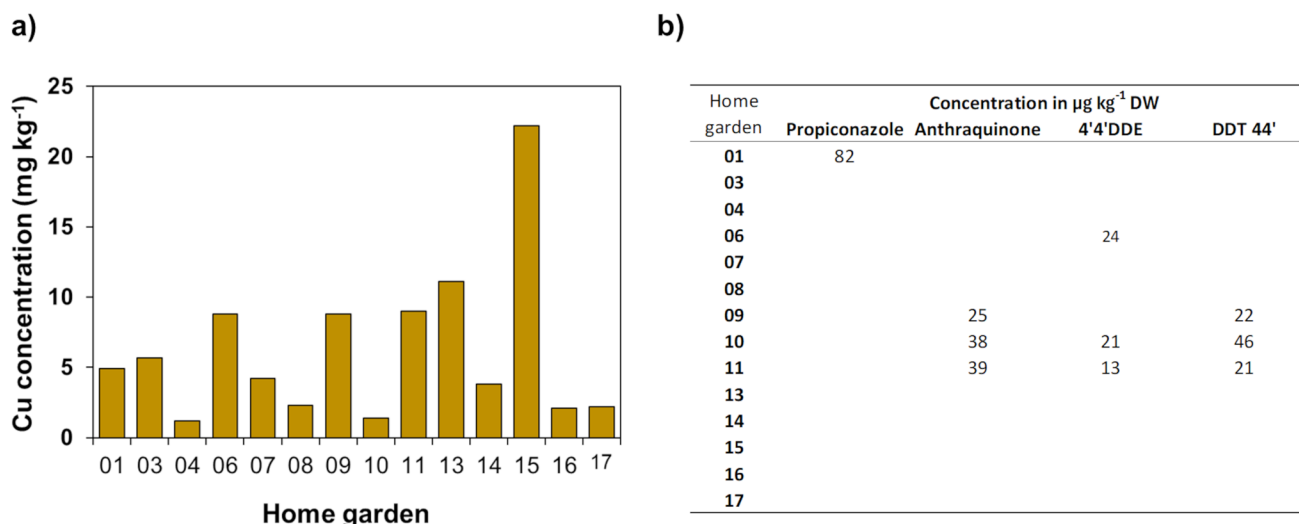 a)
Cu concentration (mg kg⁻¹)
25
20
15
10
5
0
01 03 04 06 07 08 09 10 11 13 14 15 16 17
Home garden
b)
Home garden
Concentration in µg kg⁻¹ DW
Propiconazole Anthraquinone 4'4'DDE DDT 44'
01 82
03
04
06 24
07
08
09 25 22
10 38 21 46
11 39 13 21
13
14
15
16
17